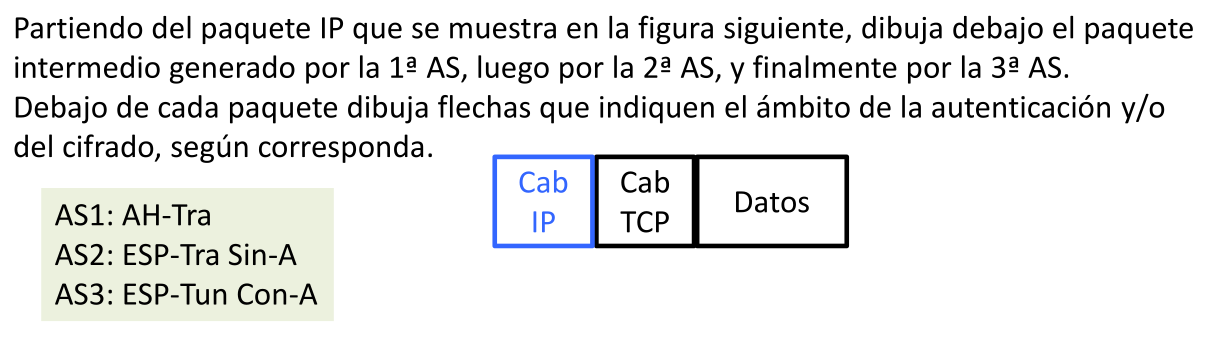 Partiendo del paquete IP que se muestra en la figura siguiente, dibuja debajo el paquete
intermedio generado por la 1ª AS, luego por la 2ª AS, y finalmente por la 3ª AS.
Debajo de cada paquete dibuja flechas que indiquen el ámbito de la autenticación y/o
del cifrado, según corresponda.
Cab
IP
Cab
TCP
Datos
AS1: AH-Tra
AS2: ESP-Tra Sin-A
AS3: ESP-Tun Con-A